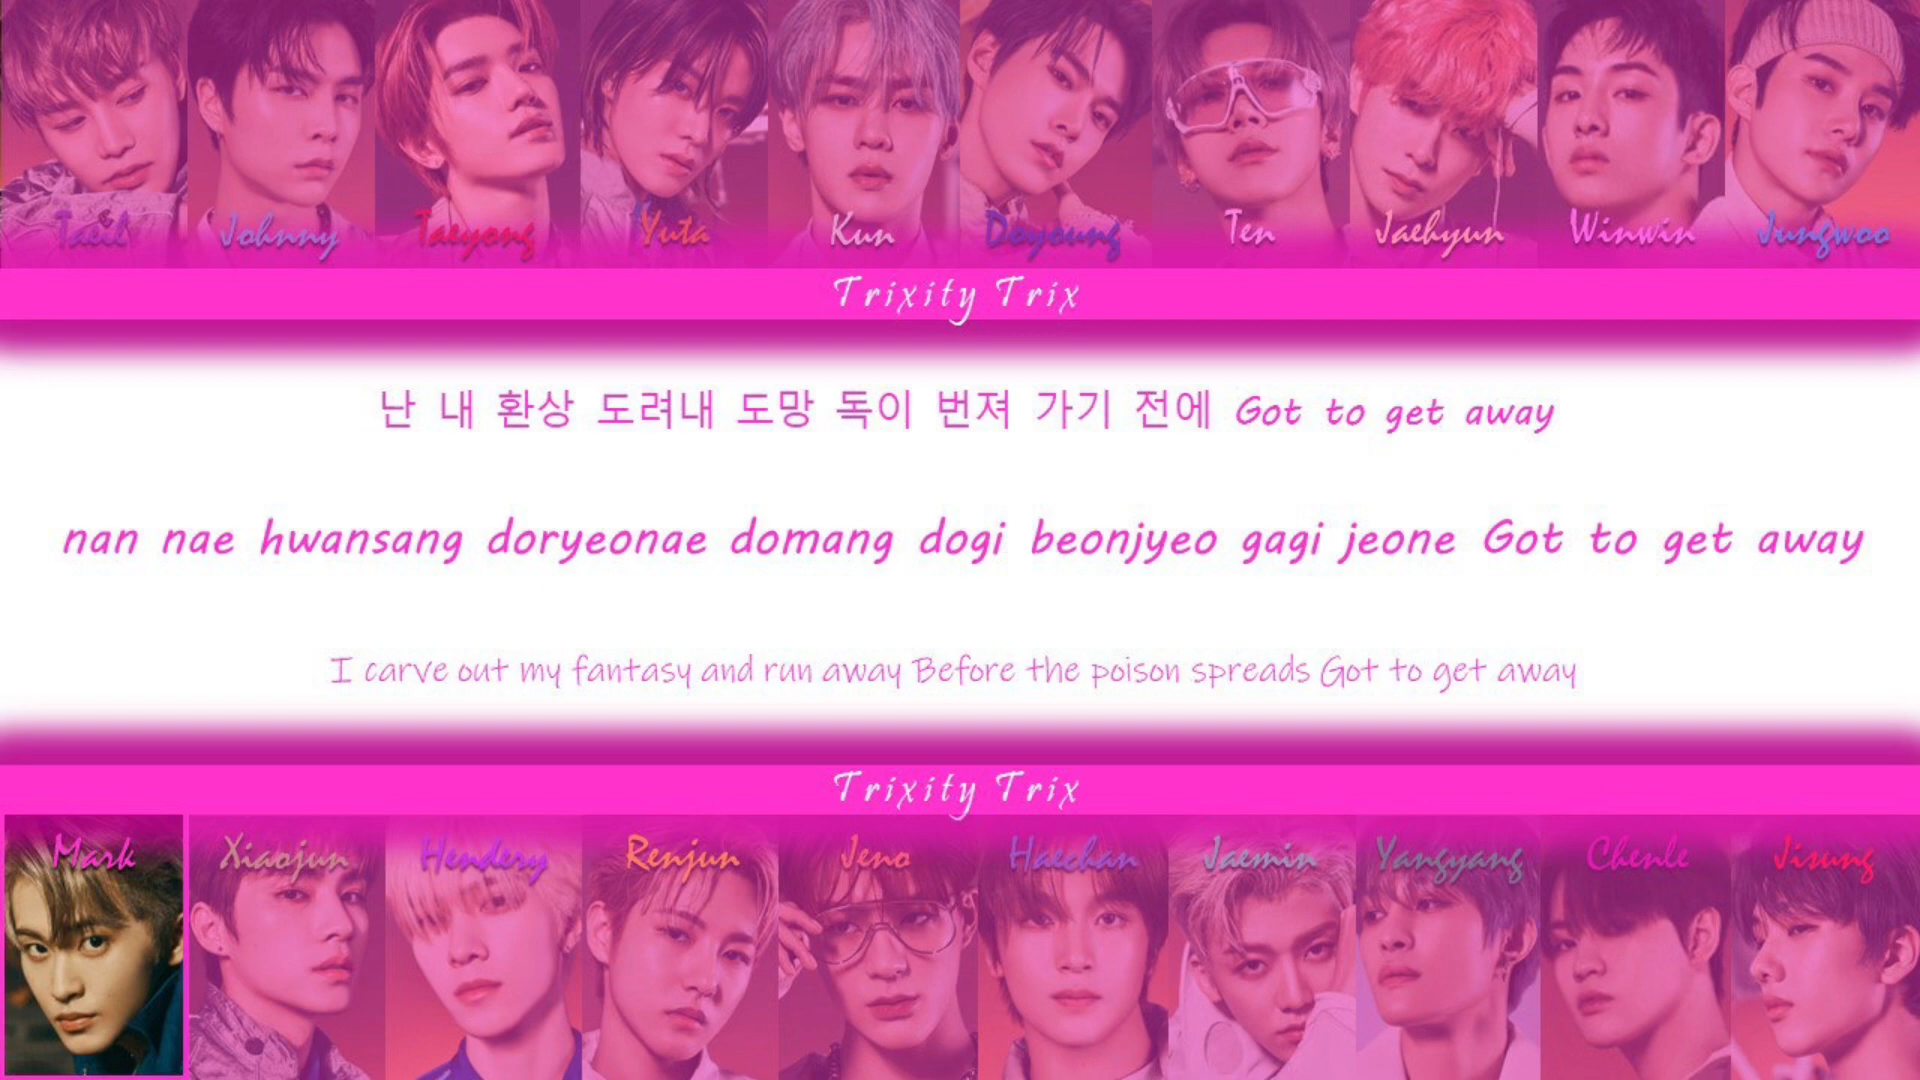 Taeil Johnny Taeyong Yuta Kun Doyoung Ten Jaehyun Winwin Jungwoo
Trixity Trix
난 내 환상 도려내 도망 독이 번져 가기 전에 Got to get away
nan nae hwansang doryeonae domang dogi beonjyeo gagi jeone Got to get away
I carve out my fantasy and run away Before the poison spreads Got to get away
Trixity Trix
Mark Xiaojun Hendery Renjun Jeno Haechan Jaemin Yangyang Chenle Jisung